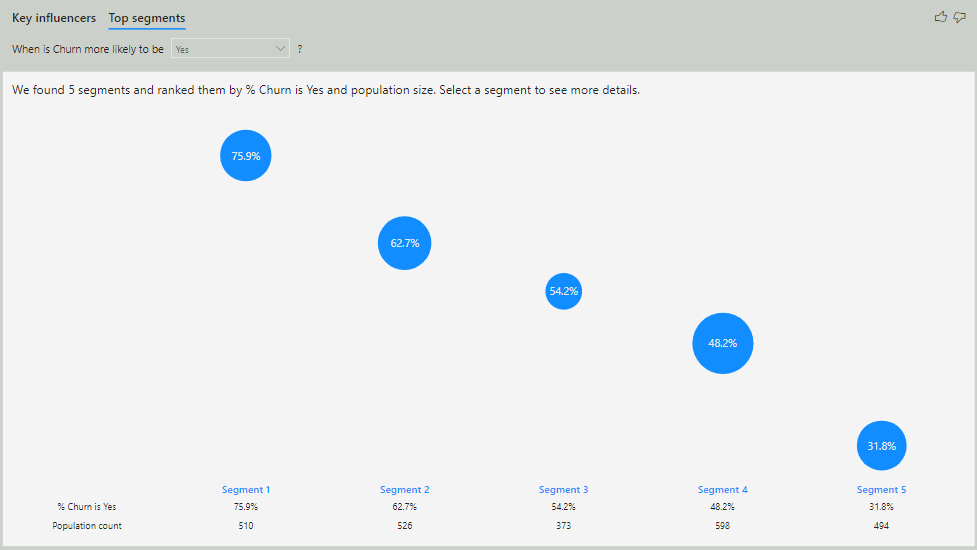 Key influencers Top segments
When is Churn more likely to be Yes ?
We found 5 segments and ranked them by % Churn is Yes and population size. Select a segment to see more details.
75.9%
62.7%
54.2%
48.2%
31.8%
Segment 1 Segment 2 Segment 3 Segment 4 Segment 5
% Churn is Yes 75.9% 62.7% 54.2% 48.2% 31.8%
Population count 510 526 373 598 494